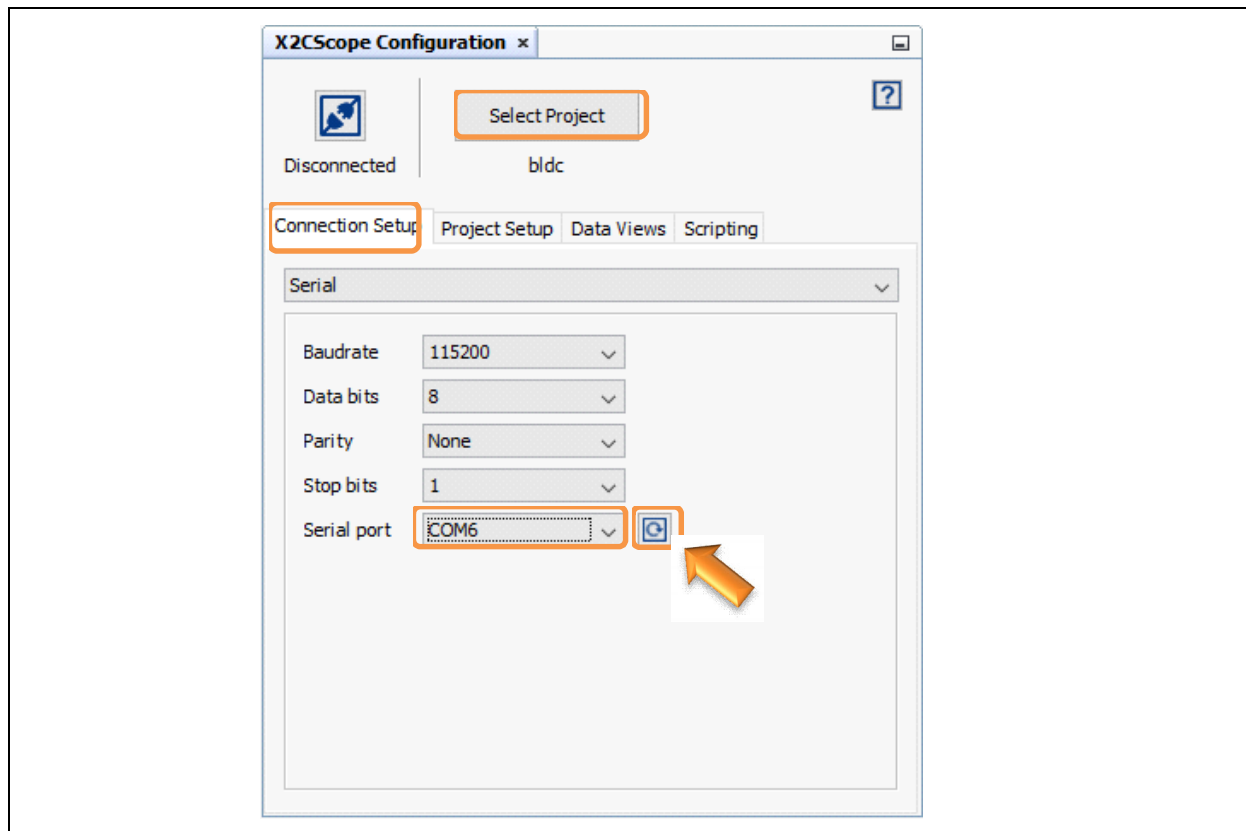 X2CScope Configuration ×
?
Select Project
Disconnected
bldc
Connection Setup Project Setup Data Views Scripting
Serial
Baudrate 115200
Data bits 8
Parity None
Stop bits 1
Serial port COM6